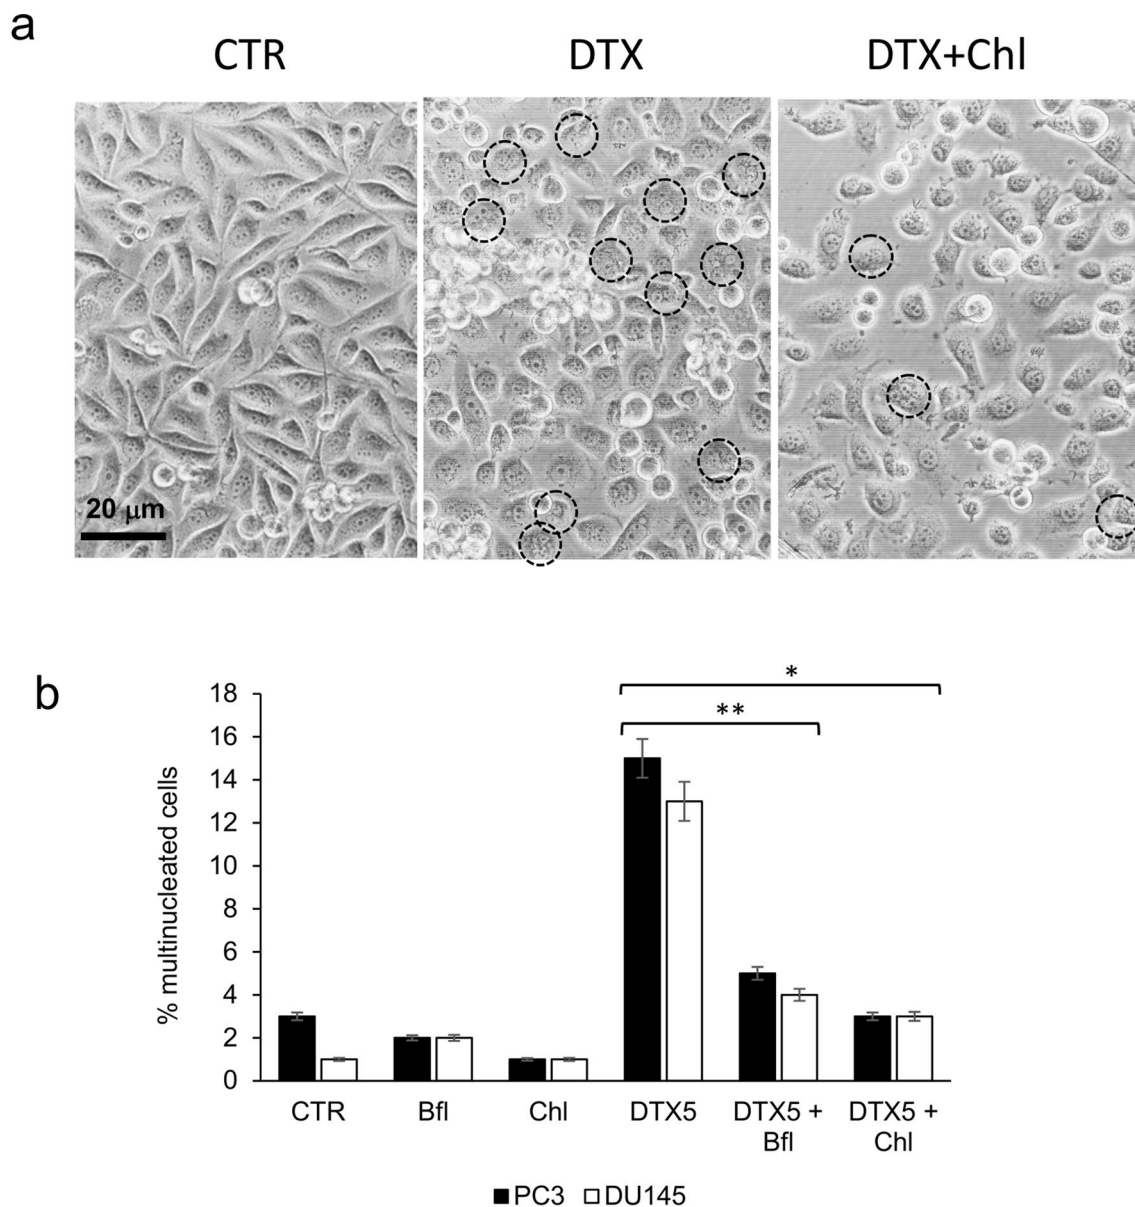 a
CTR DTX DTX+Chl
20 μm
b
% multinucleated cells
18
16
14
12
10
8
6
4
2
0
*
**
CTR Bfl Chl DTX5 DTX5 + Bfl DTX5 + Chl
PC3 DU145